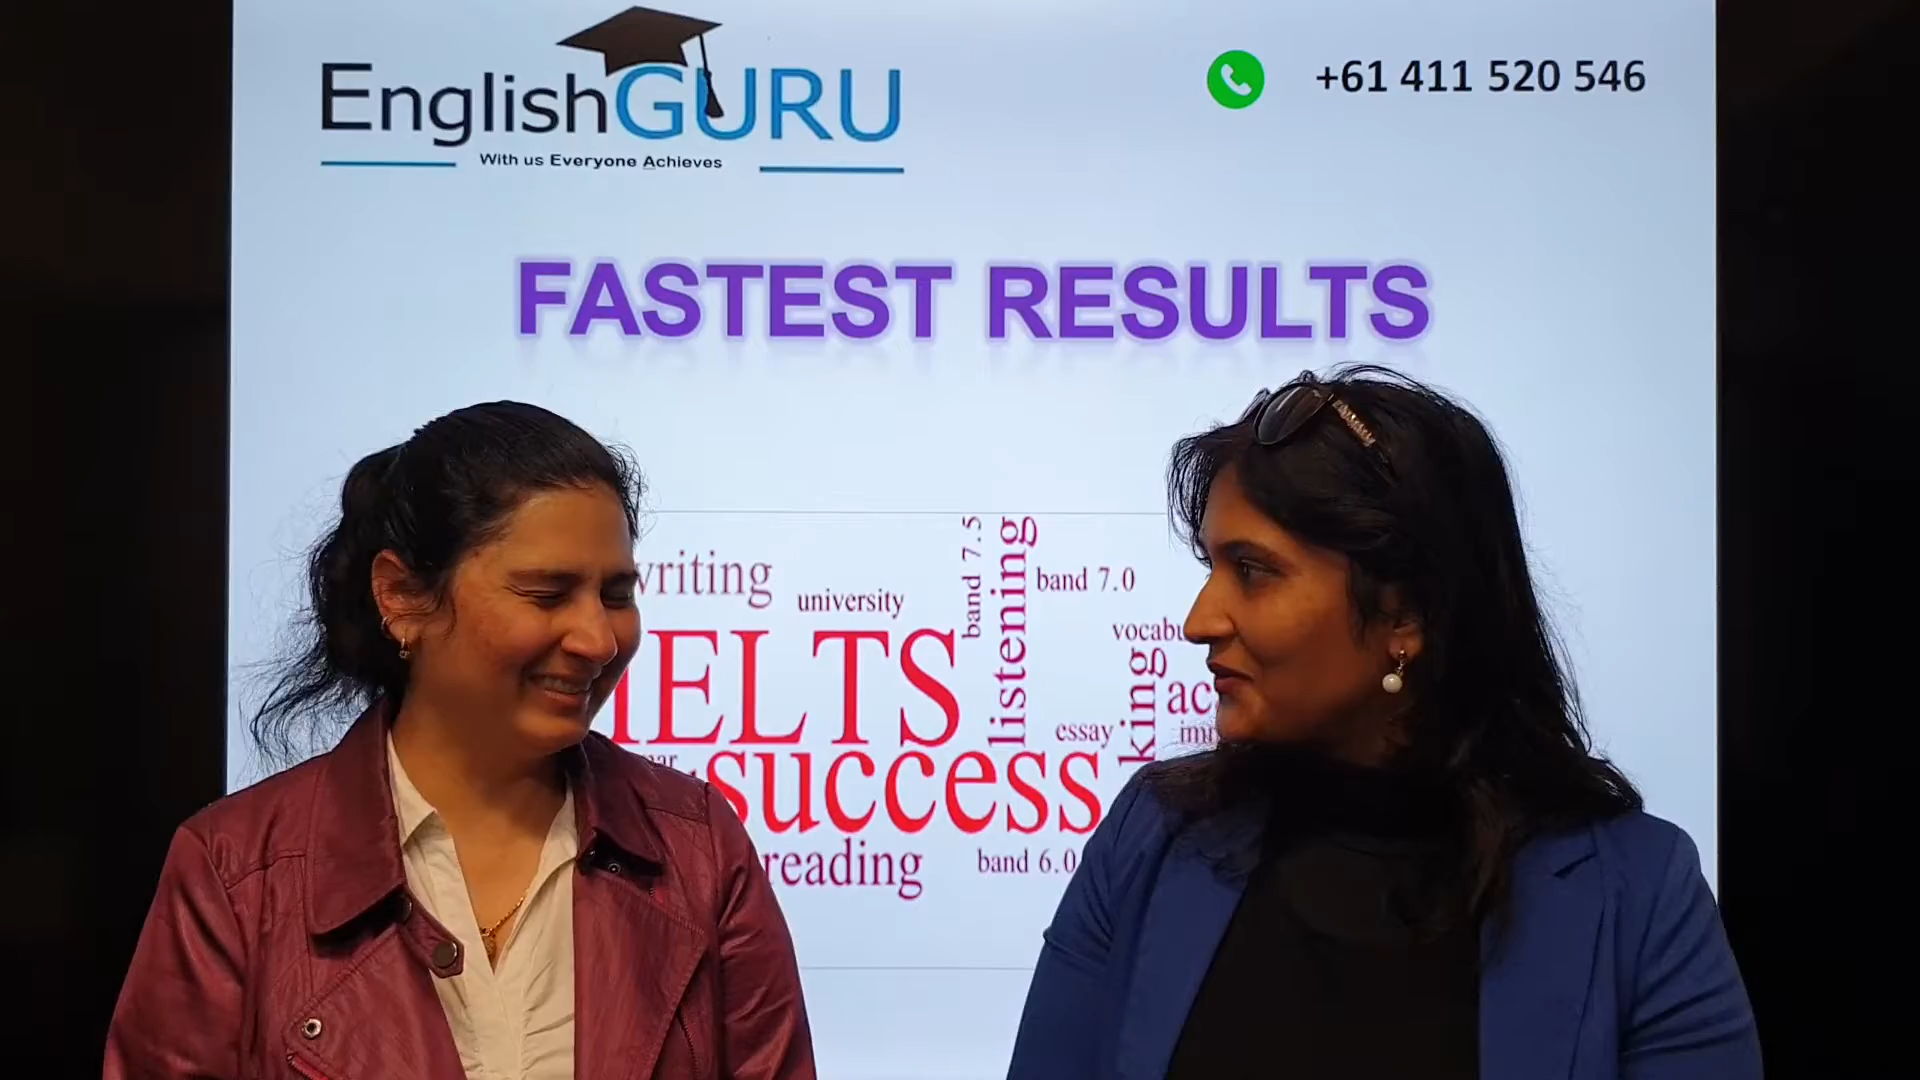 EnglishGURU
With us Everyone Achieves
+61 411 520 546
FASTEST RESULTS
writing
university
band 7.5
listening
band 7.0
IELTS
essay
success
reading
band 6.0